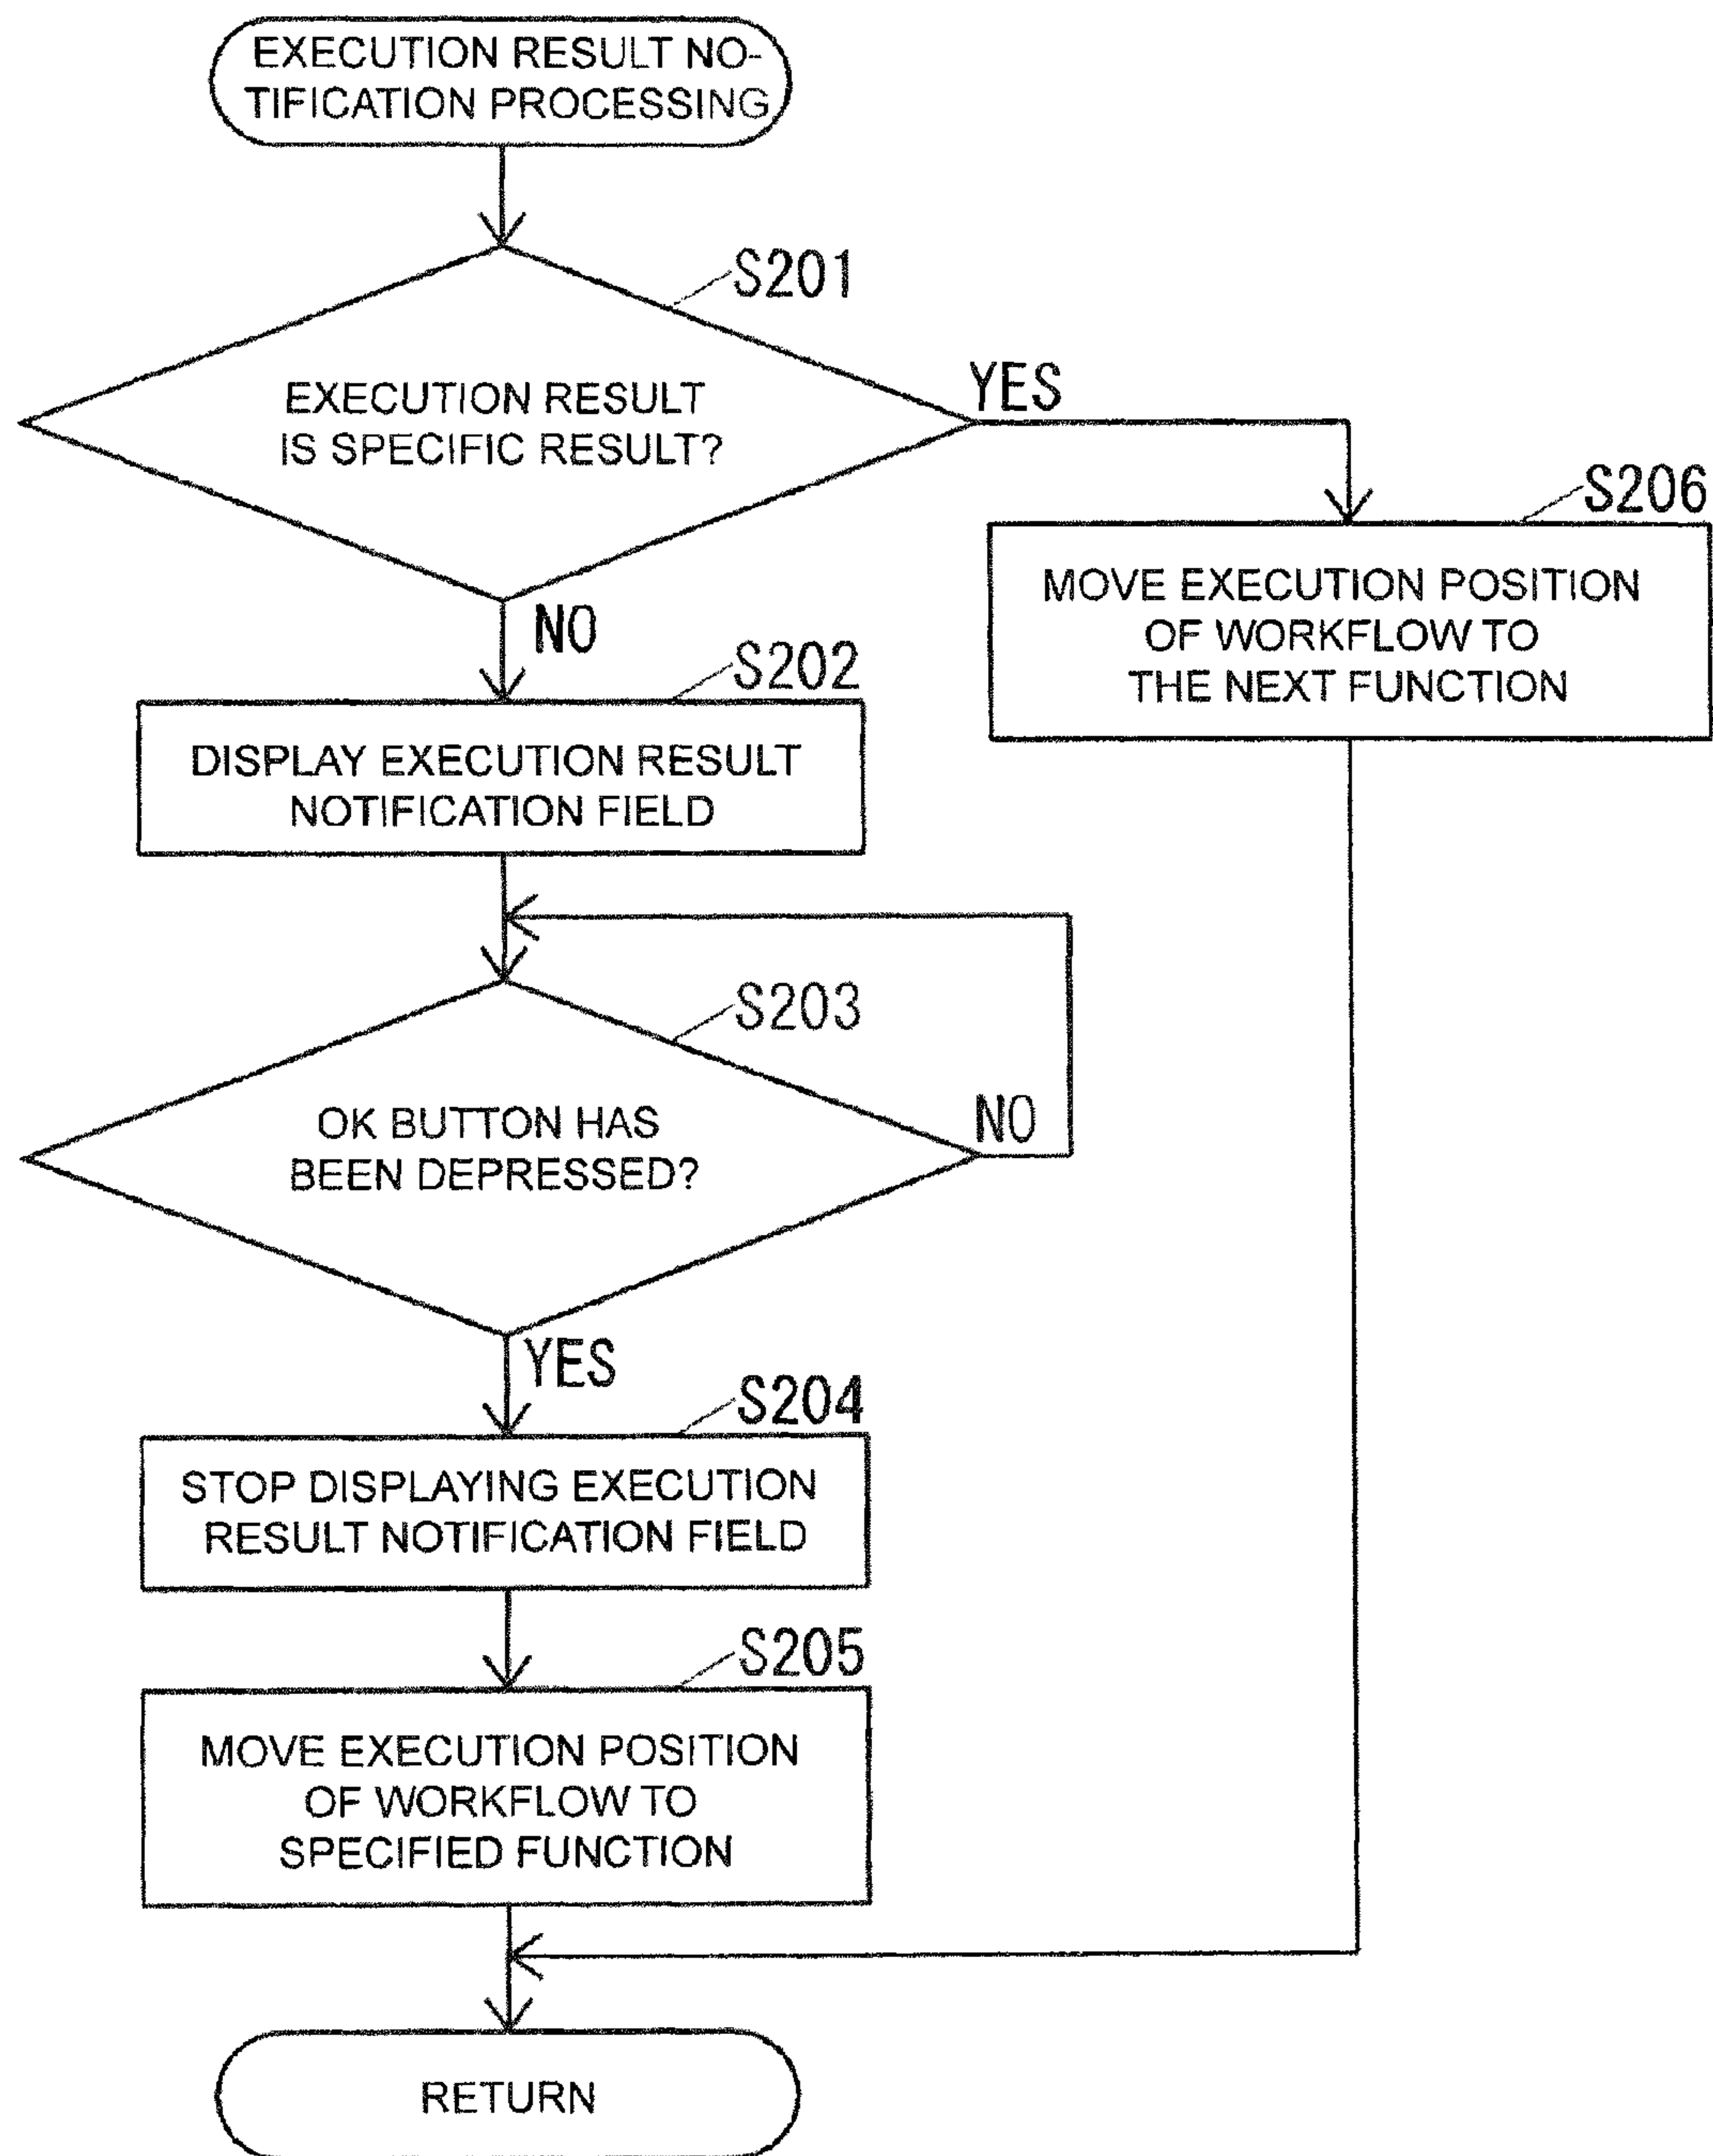 EXECUTION RESULT NO-
TIFICATION PROCESSING
S201
EXECUTION RESULT
IS SPECIFIC RESULT?
YES
S206
MOVE EXECUTION POSITION
OF WORKFLOW TO
THE NEXT FUNCTION
NO
S202
DISPLAY EXECUTION RESULT
NOTIFICATION FIELD
S203
OK BUTTON HAS
BEEN DEPRESSED?
NO
YES
S204
STOP DISPLAYING EXECUTION
RESULT NOTIFICATION FIELD
S205
MOVE EXECUTION POSITION
OF WORKFLOW TO
SPECIFIED FUNCTION
RETURN